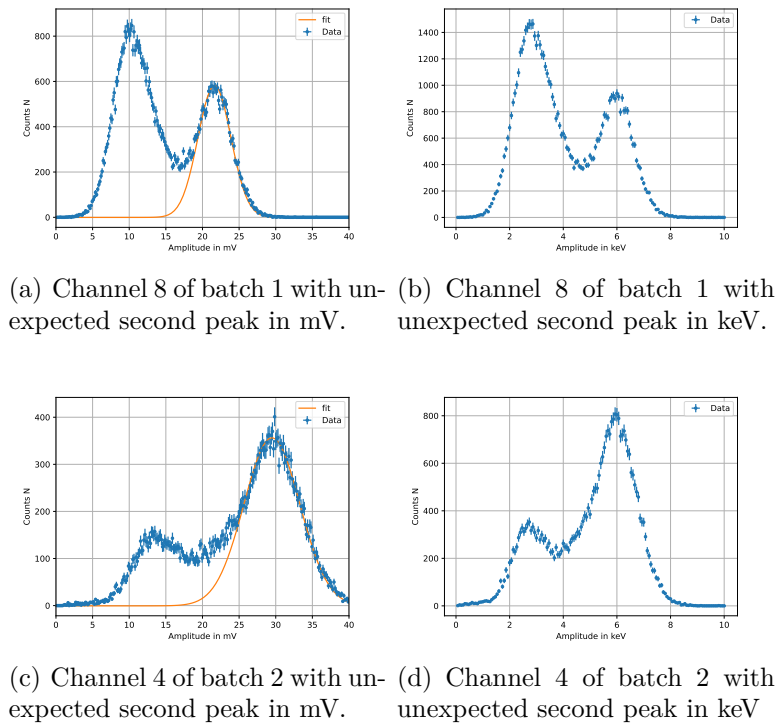 fit
Data
800
600
400
200
0
Counts N
0 5 10 15 20 25 30 35 40
Amplitude in mV
Data
1400
1200
1000
800
600
400
200
0
Counts N
0 2 4 6 8 10
Amplitude in keV
(a) Channel 8 of batch 1 with un-
expected second peak in mV.
(b) Channel 8 of batch 1 with
unexpected second peak in keV.
fit
Data
400
300
200
100
0
Counts N
0 5 10 15 20 25 30 35 40
Amplitude in mV
Data
800
600
400
200
0
Counts N
0 2 4 6 8 10
Amplitude in keV
(c) Channel 4 of batch 2 with un-
expected second peak in mV.
(d) Channel 4 of batch 2 with
unexpected second peak in keV